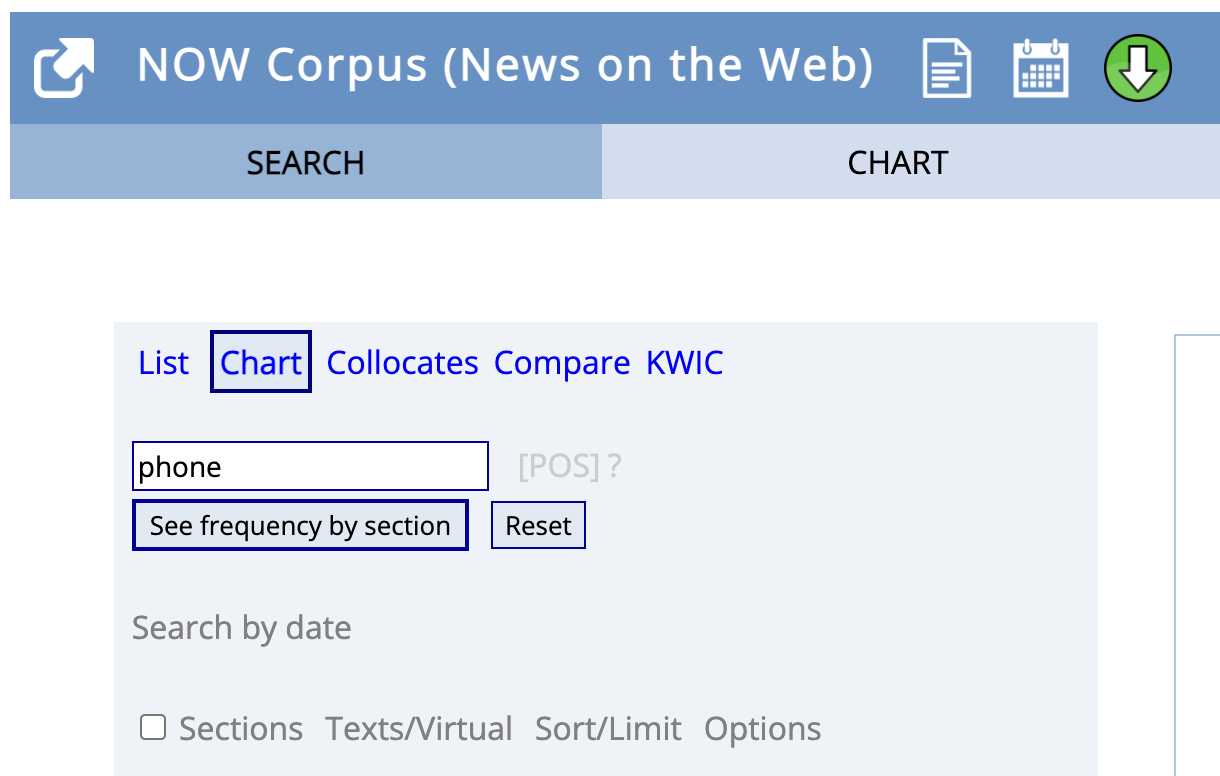 NOW Corpus (News on the Web)
SEARCH CHART
List Chart Collocates Compare KWIC
phone [POS] ?
See frequency by section Reset
Search by date
Sections Texts/Virtual Sort/Limit Options